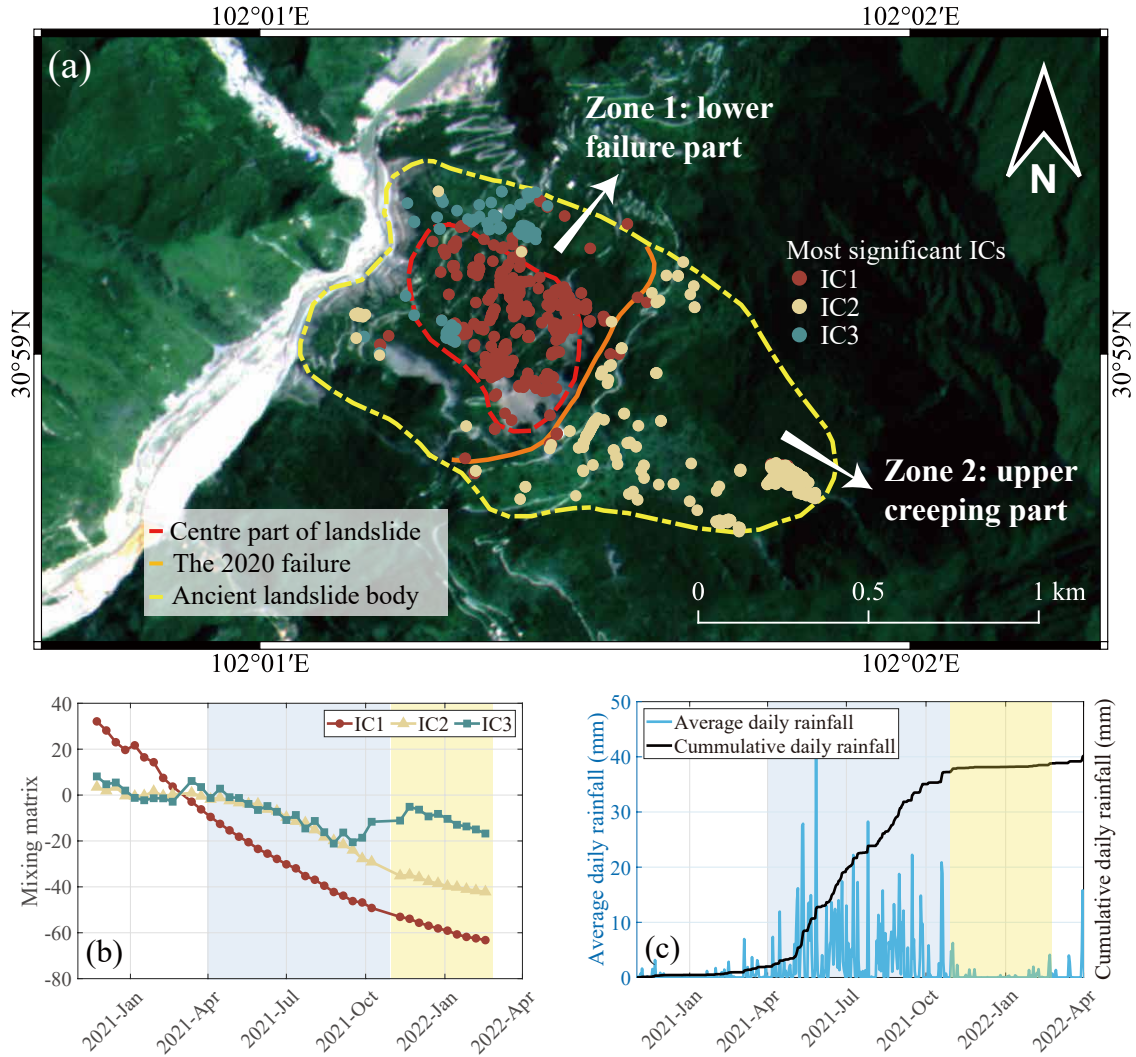 102°01′E
102°02′E
(a)
Zone 1: lower
failure part
N
Most significant ICs
IC1
IC2
IC3
30°59′N
30°59′N
Zone 2: upper
creeping part
Centre part of landslide
The 2020 failure
Ancient landslide body
0
0.5
1 km
102°01′E
102°02′E
40
20
0
-20
-40
-60
-80
Mixing matrix
IC1
IC2
IC3
(b)
2021-Jan
2021-Apr
2021-Jul
2021-Oct
2022-Jan
2022-Apr
50
40
30
20
10
0
Average daily rainfall (mm)
Average daily rainfall
Cummulative daily rainfall
(c)
Cumulative daily rainfall (mm)
2021-Jan
2021-Apr
2021-Jul
2021-Oct
2022-Jan
2022-Apr